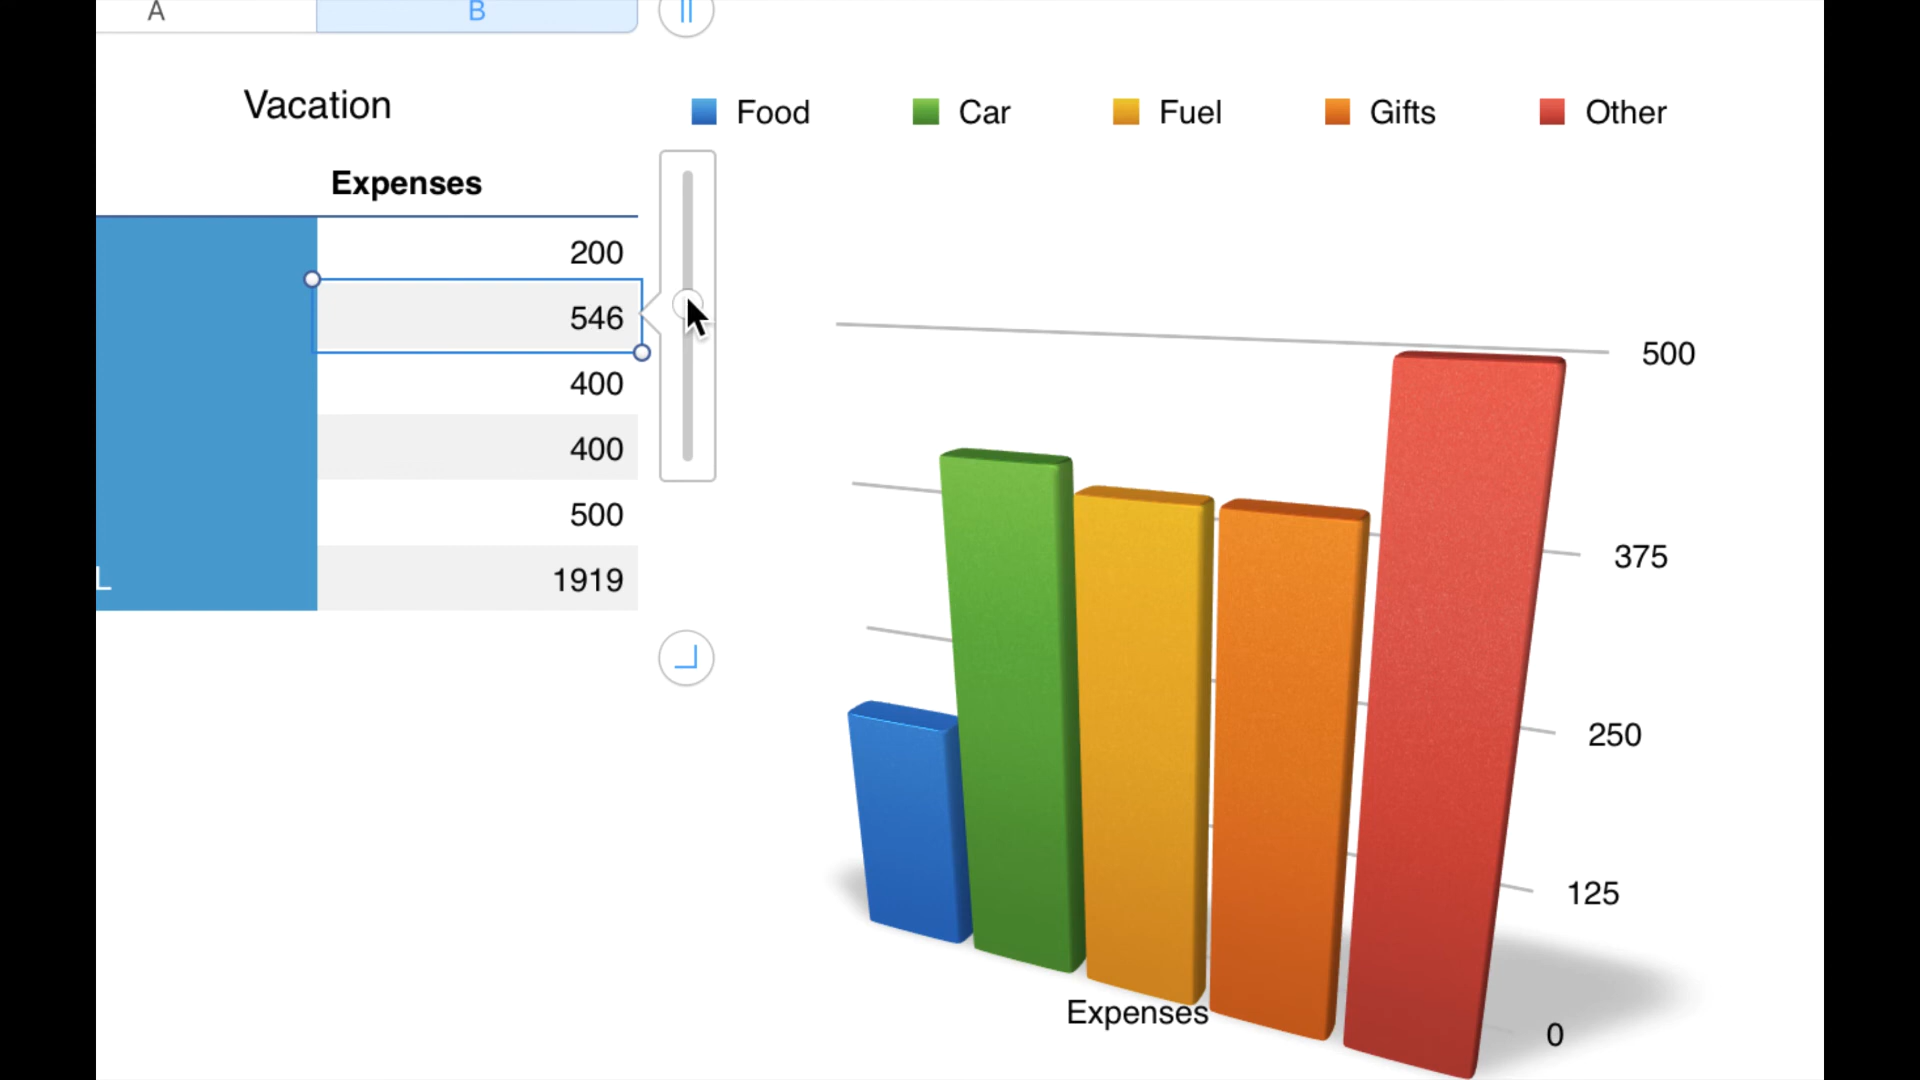 A B
Vacation
Food Car Fuel Gifts Other
Expenses
200
546
400
400
500
L 1919
500
375
250
125
0
Expenses